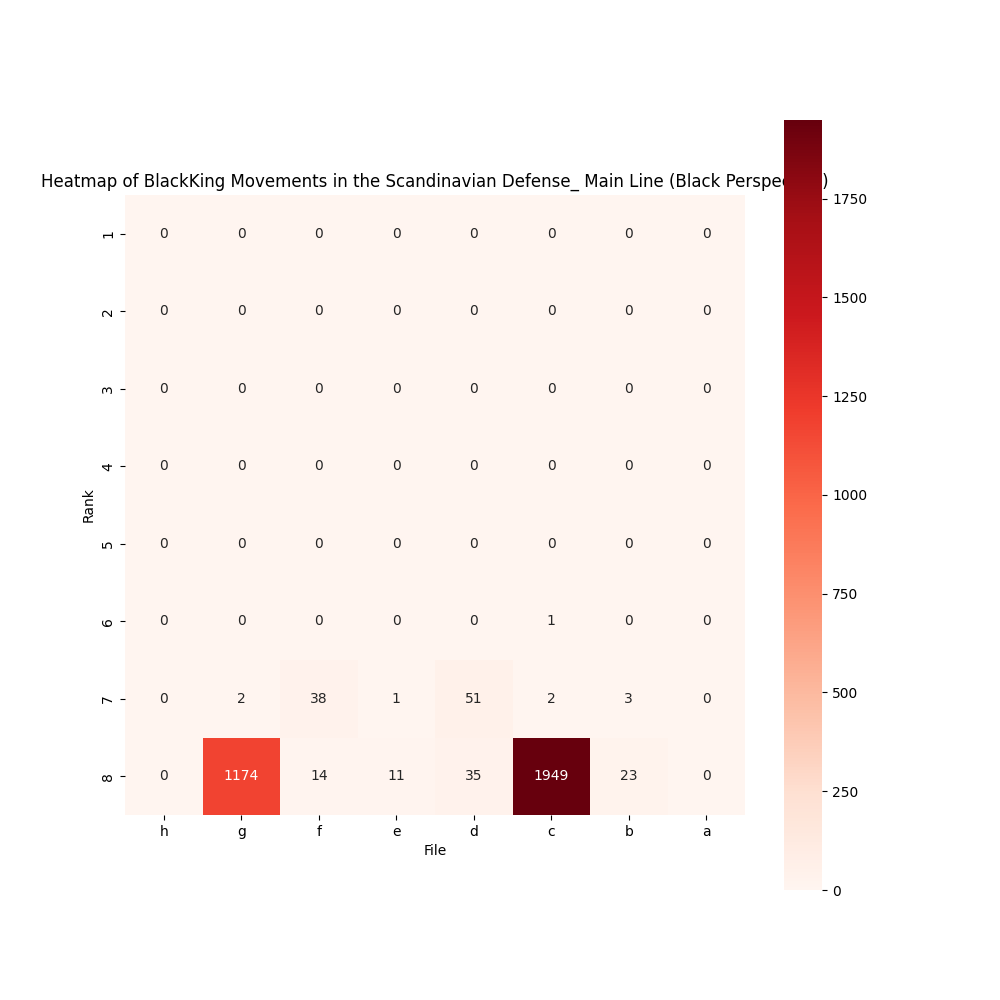 Heatmap of BlackKing Movements in the Scandinavian Defense_ Main Line (Black Perspe )
1 0 0 0 0 0 0 0 0
2 0 0 0 0 0 0 0 0
3 0 0 0 0 0 0 0 0
4 0 0 0 0 0 0 0 0
Rank
5 0 0 0 0 0 0 0 0
6 0 0 0 0 0 1 0 0
7 0 2 38 1 51 2 3 0
8 0 1174 14 11 35 1949 23 0
h g f e d c b a
File
1750
1500
1250
1000
750
500
250
0